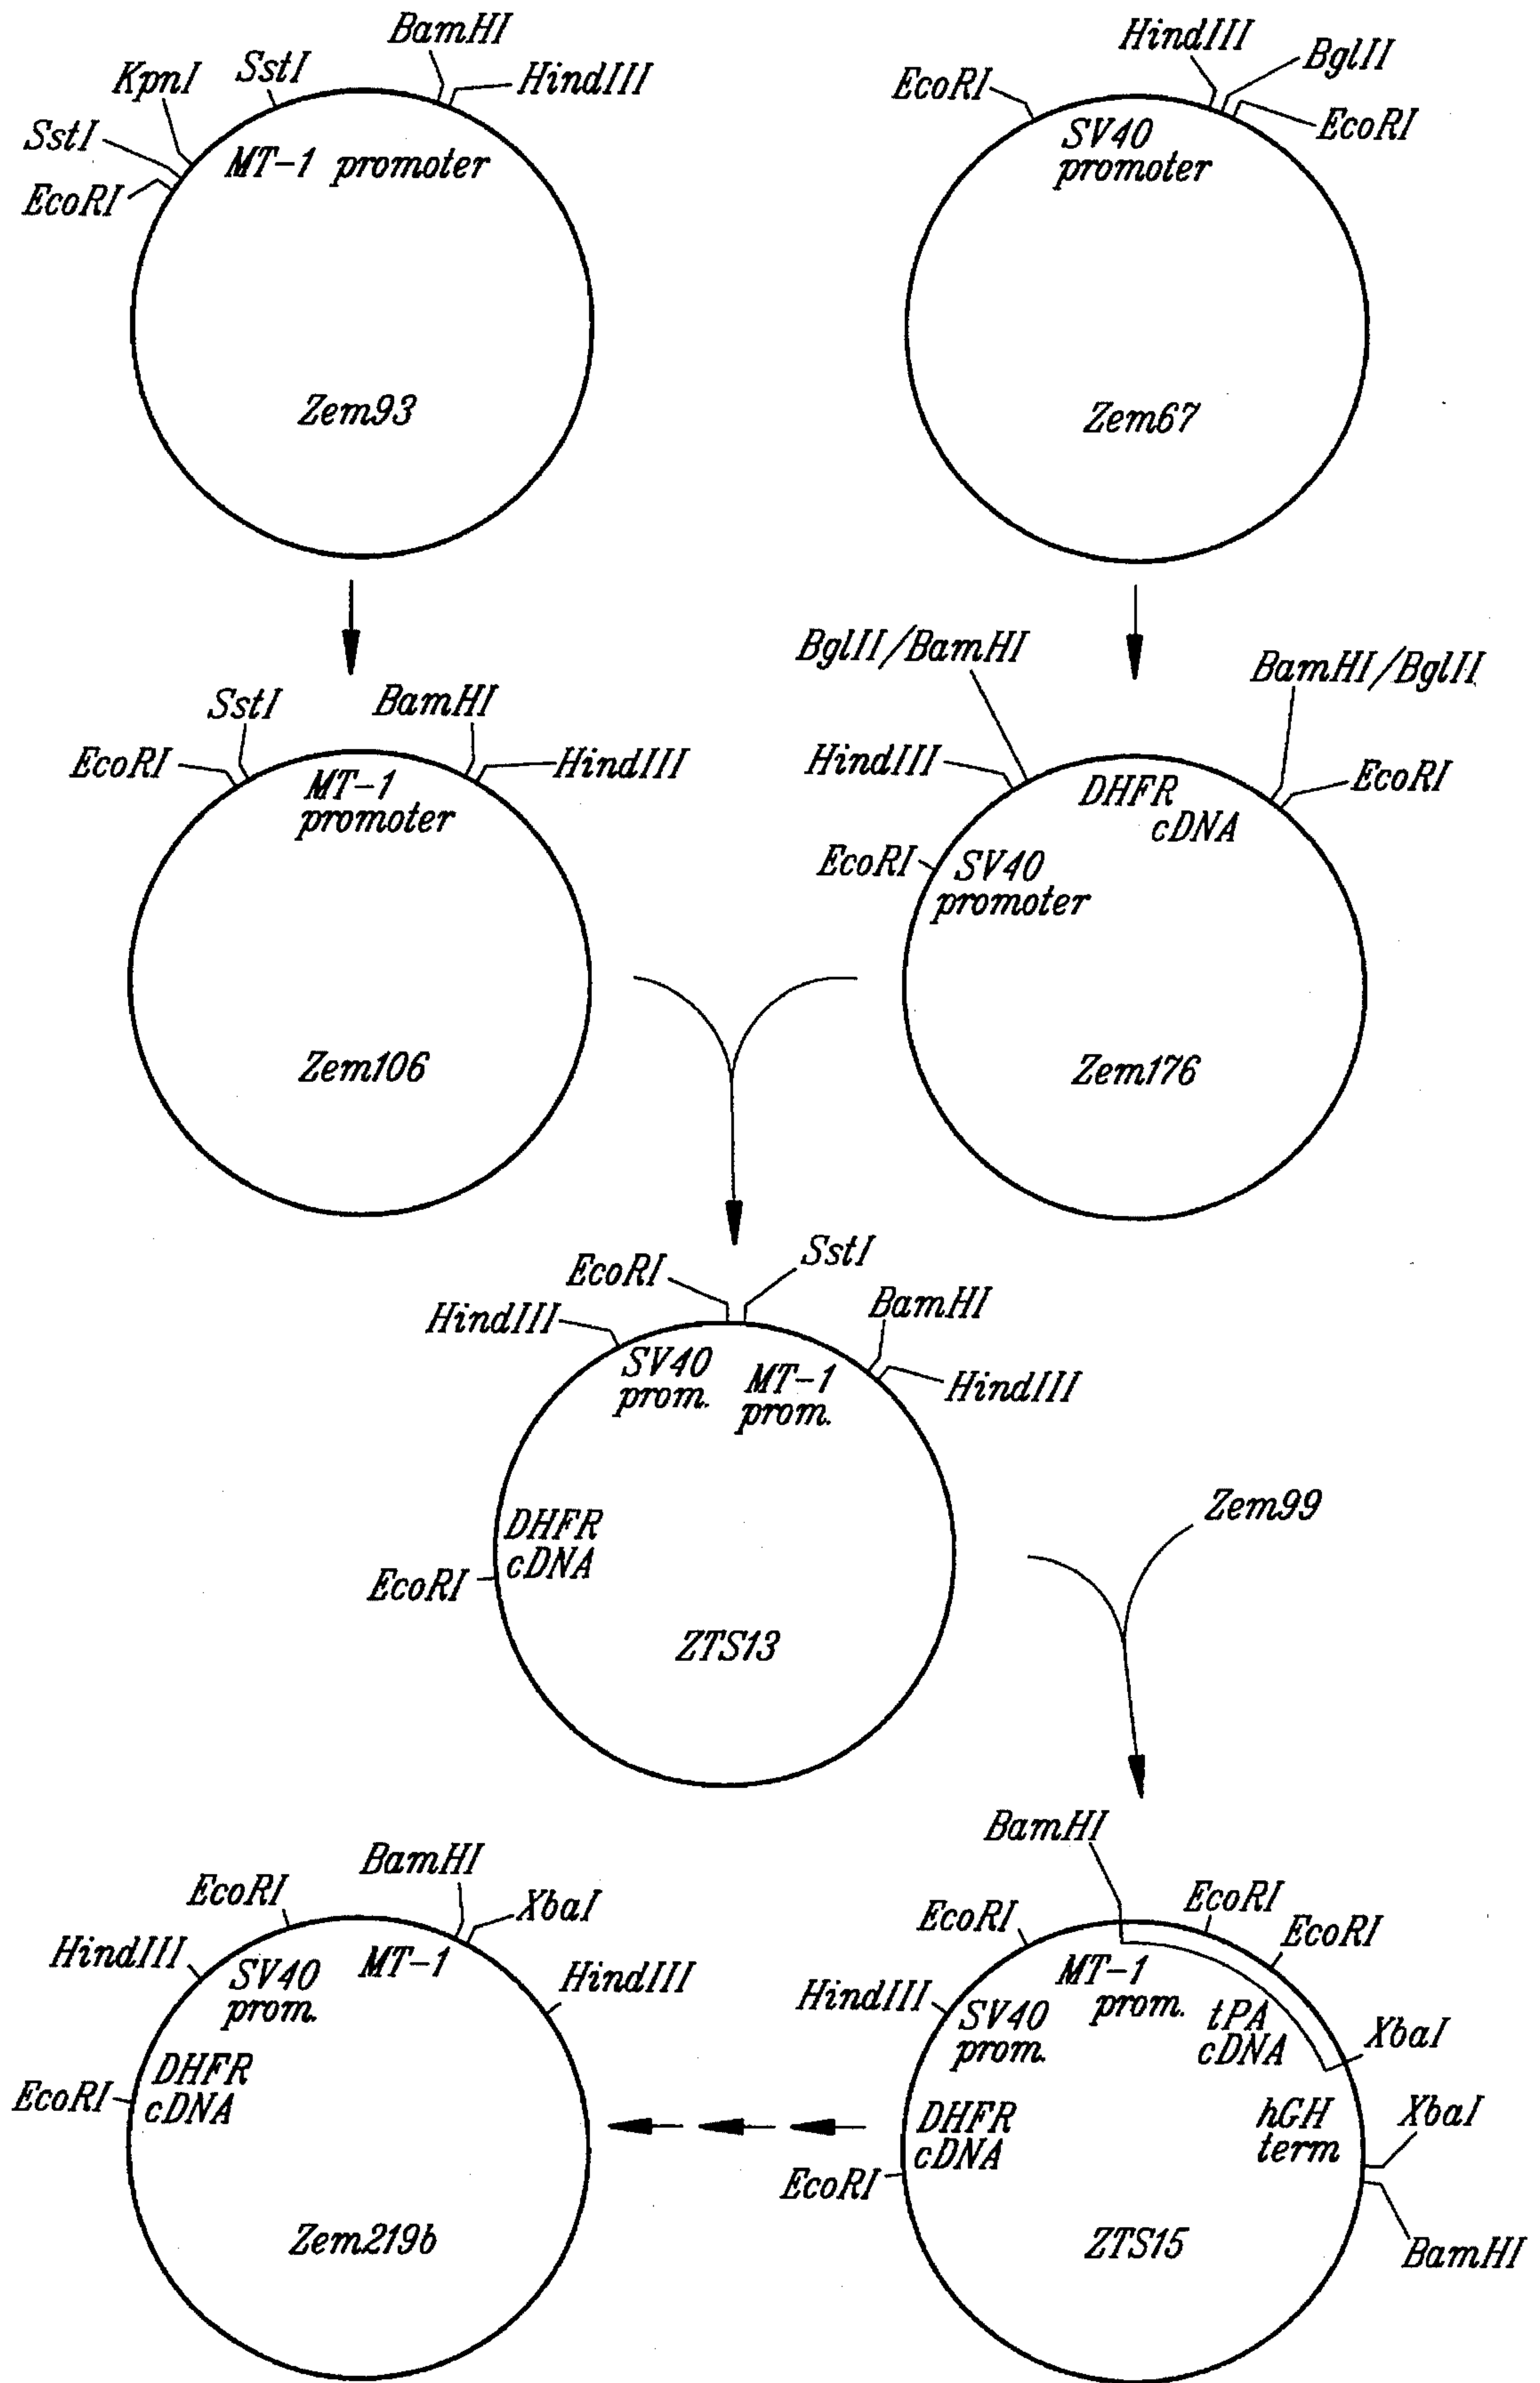 BamHI
SstI
HindIII
KpnI
SstI
EcoRI
MT-1 promoter
Zem93
HindIII
BglII
EcoRI
EcoRI
SV40
promoter
Zem67
SstI
BamHI
EcoRI
HindIII
MT-1
promoter
Zem106
BglII/BamHI
BamHI/BglII
HindIII
EcoRI
DHFR
cDNA
EcoRI
SV40
promoter
Zem176
EcoRI
SstI
HindIII
BamHI
HindIII
SV40
prom.
MT-1
prom.
DHFR
cDNA
EcoRI
ZTS13
Zem99
BamHI
EcoRI
XbaI
HindIII
HindIII
SV40
prom.
MT-1
DHFR
cDNA
EcoRI
Zem219b
BamHI
EcoRI
EcoRI
EcoRI
HindIII
MT-1
prom.
SV40
prom.
tPA
cDNA
XbaI
DHFR
cDNA
hGH
term
XbaI
EcoRI
BamHI
ZTS15